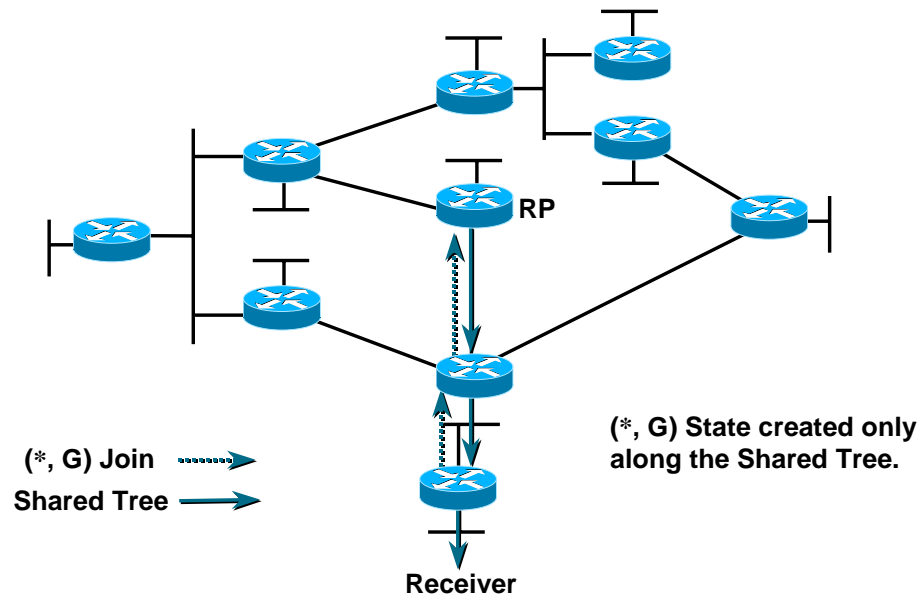 RP
(*, G) Join
Shared Tree
(*, G) State created only
along the Shared Tree.
Receiver